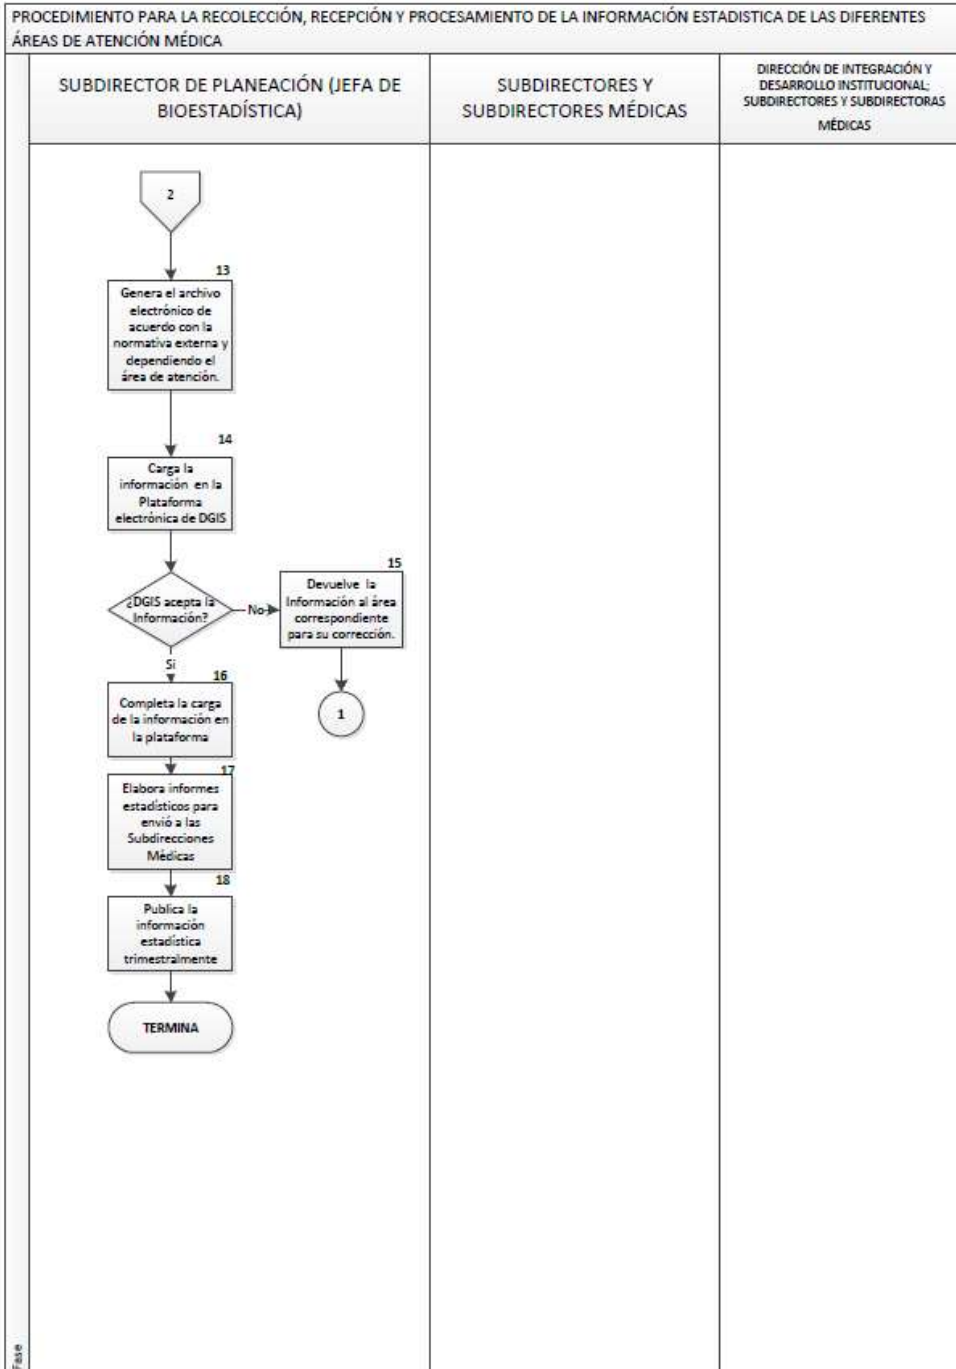 PROCEDIMIENTO PARA LA RECOLECCIÓN, RECEPCIÓN Y PROCESAMIENTO DE LA INFORMACIÓN ESTADISTICA DE LAS DIFERENTES
ÁREAS DE ATENCIÓN MÉDICA
SUBDIRECTOR DE PLANEACIÓN (JEFA DE
BIOESTADÍSTICA)
SUBDIRECTORES Y
SUBDIRECTORES MÉDICAS
DIRECCIÓN DE INTEGRACIÓN Y
DESARROLLO INSTITUCIONAL;
SUBDIRECTORES Y SUBDIRECTORAS
MÉDICAS
2
13
Genera el archivo
electrónico de
acuerdo con la
normativa externa y
dependiendo el
área de atención.
14
Carga la
información en la
Plataforma
electrónica de DGIS
¿DGIS acepta la
Información?
No
15
Devuelve la
Información al área
correspondiente
para su corrección.
1
Si
16
Completa la carga
de la información en
la plataforma
17
Elabora informes
estadísticos para
envió a las
Subdirecciones
Médicas
18
Publica la
información
estadística
trimestralmente
TERMINA
Fase